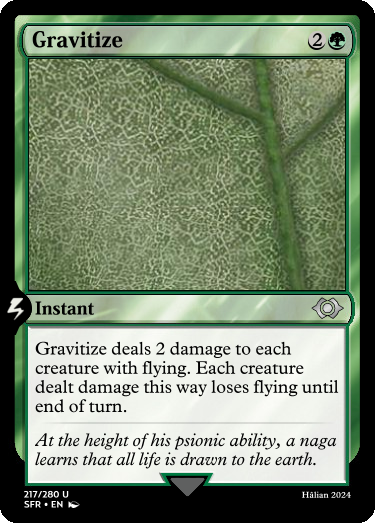 Gravitize 2
Instant
Gravitize deals 2 damage to each
creature with flying. Each creature
dealt damage this way loses flying until
end of turn.
At the height of his psionic ability, a naga
learns that all life is drawn to the earth.
217/280 U
SFR • EN Hālian 2024